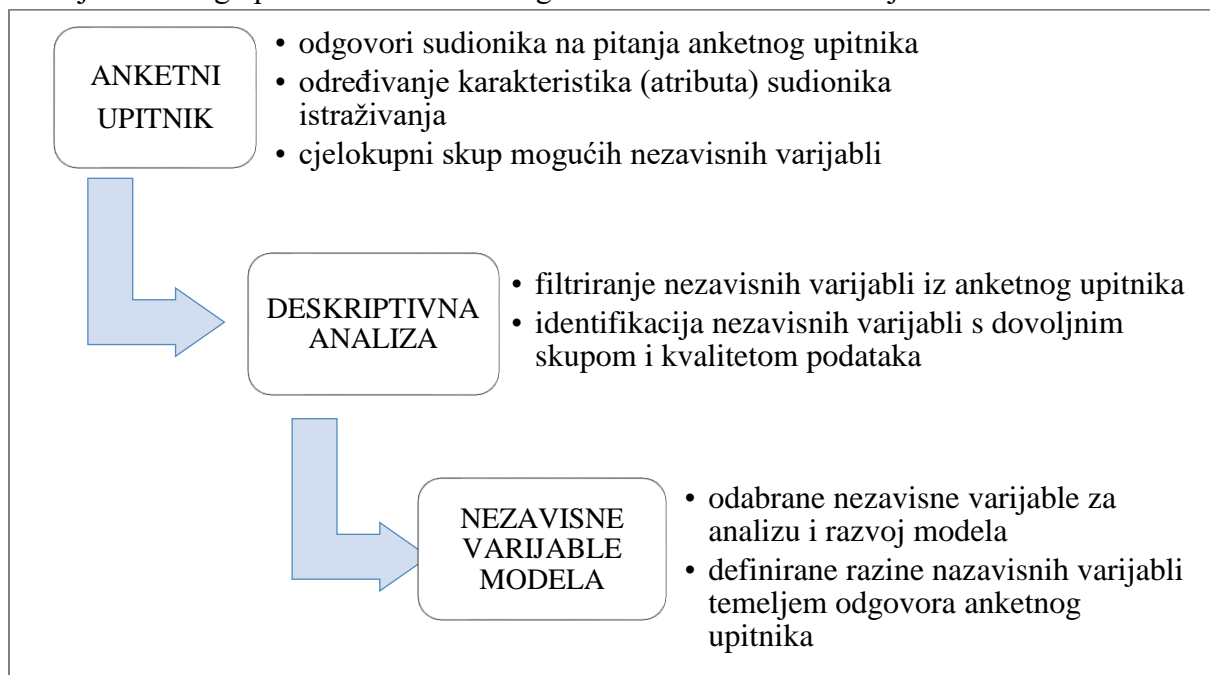 ANKETNI
UPITNIK
• odgovori sudionika na pitanja anketnog upitnika
• određivanje karakteristika (atributa) sudionika
istraživanja
• cjelokupni skup mogućih nezavisnih varijabli
DESKRIPTIVNA
ANALIZA
• filtriranje nezavisnih varijabli iz anketnog upitnika
• identifikacija nezavisnih varijabli s dovoljnim
skupom i kvalitetom podataka
NEZAVISNE
VARIJABLE
MODELA
• odabrane nezavisne varijable za
analizu i razvoj modela
• definirane razine nazavisnih varijabli
temeljem odgovora anketnog
upitnika